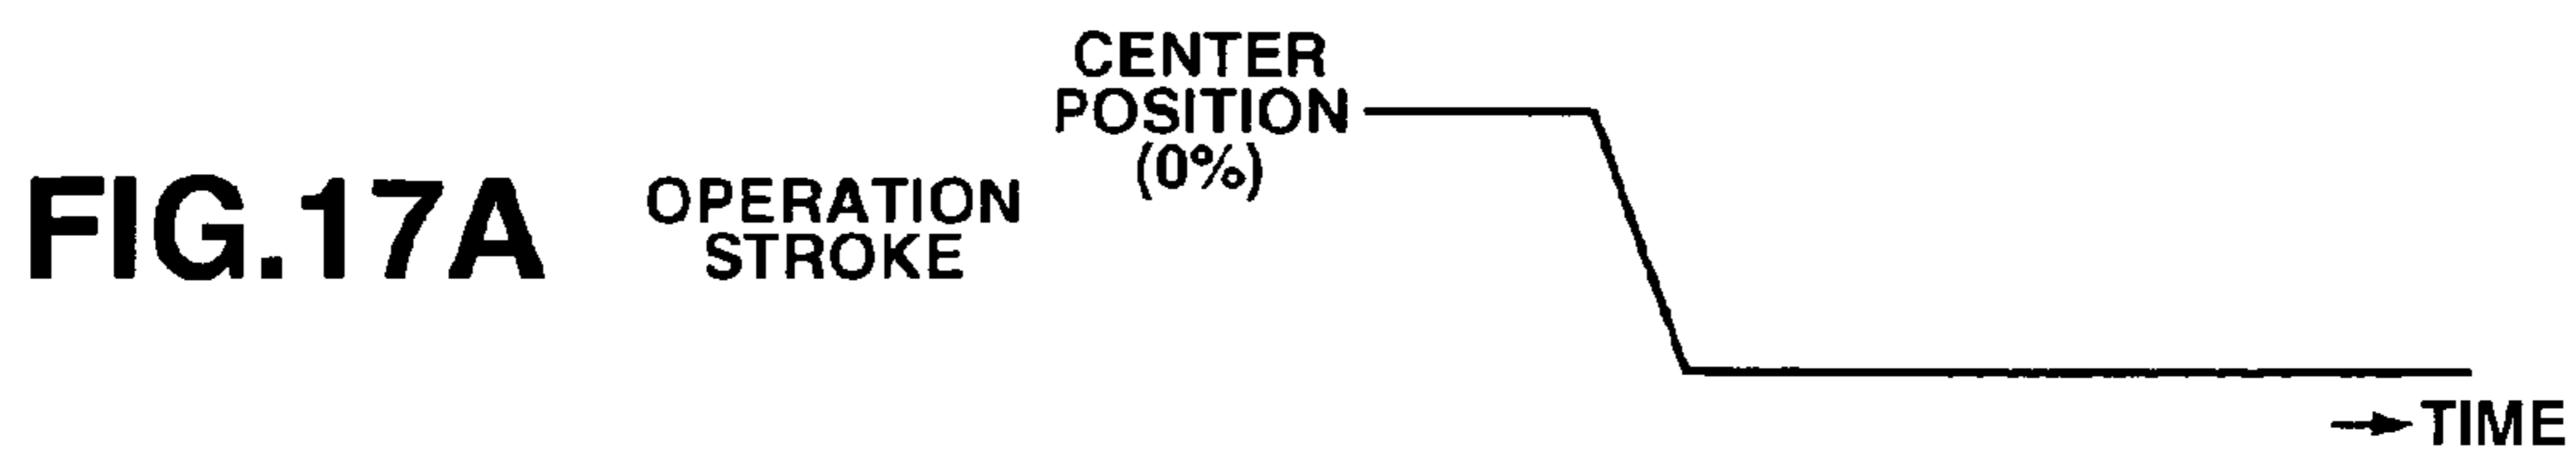 FIG.17A
OPERATION
STROKE
CENTER
POSITION
(0%)
→ TIME